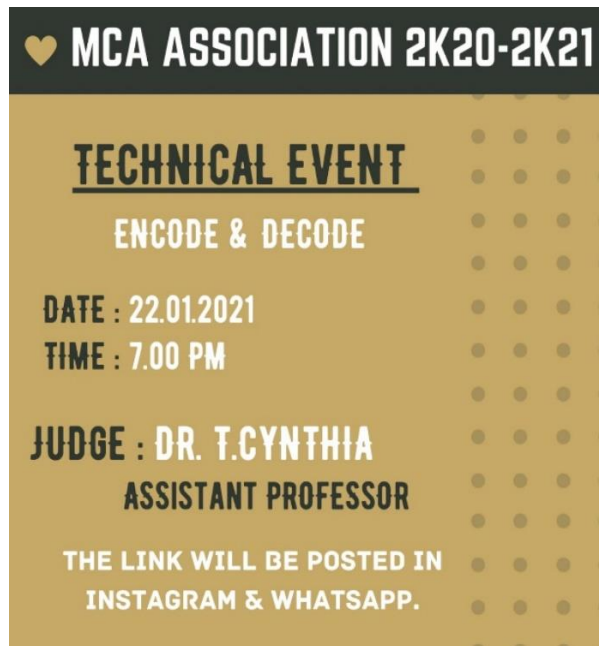 MCA ASSOCIATION 2K20-2K21
TECHNICAL EVENT
ENCODE & DECODE
DATE : 22.01.2021
TIME : 7.00 PM
JUDGE : DR. T.CYNTHIA
ASSISTANT PROFESSOR
THE LINK WILL BE POSTED IN
INSTAGRAM & WHATSAPP.